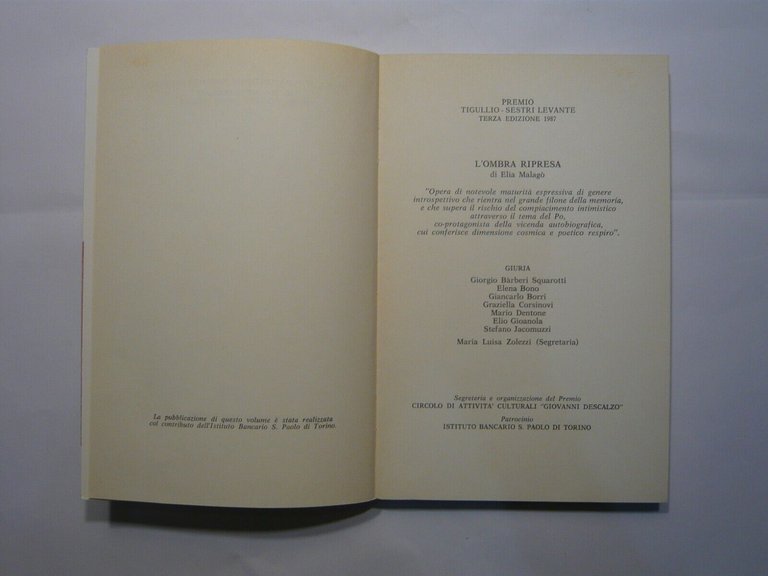 La pubblicazione di questo volume è stata realizzata
col contributo dell'Istituto Bancario S. Paolo di Torino.
PREMIO
TIGULLIO - SESTRI LEVANTE
TERZA EDIZIONE 1987
L'OMBRA RIPRESA
di Elia Malagò
"Opera di notevole maturità espressiva di genere
introspettivo che rientra nel grande filone della memoria,
e che supera il rischio del compiacimento intimistico
attraverso il tema del Po,
co-protagonista della vicenda autobiografica,
cui conferisce dimensione cosmica e poetico respiro".
GIURIA
Giorgio Bàrberi Squarotti
Elena Bono
Giancarlo Borri
Graziella Corsinovi
Mario Dentone
Elio Gioanola
Stefano Jacomuzzi
Maria Luisa Zolezzi (Segretaria)
Segreteria e organizzazione del Premio
CIRCOLO DI ATTIVITA' CULTURALI "GIOVANNI DESCALZO"
Patrocinio
ISTITUTO BANCARIO S. PAOLO DI TORINO